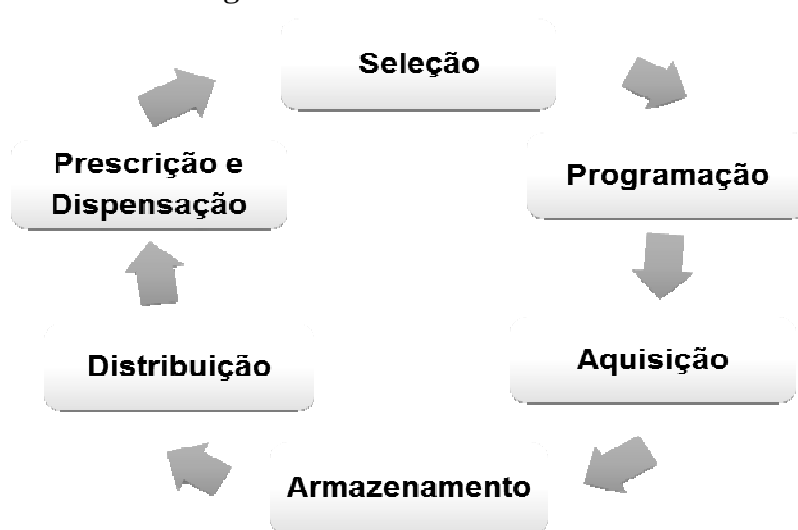 Seleção
Programação
Aquisição
Armazenamento
Distribuição
Prescrição e
Dispensação